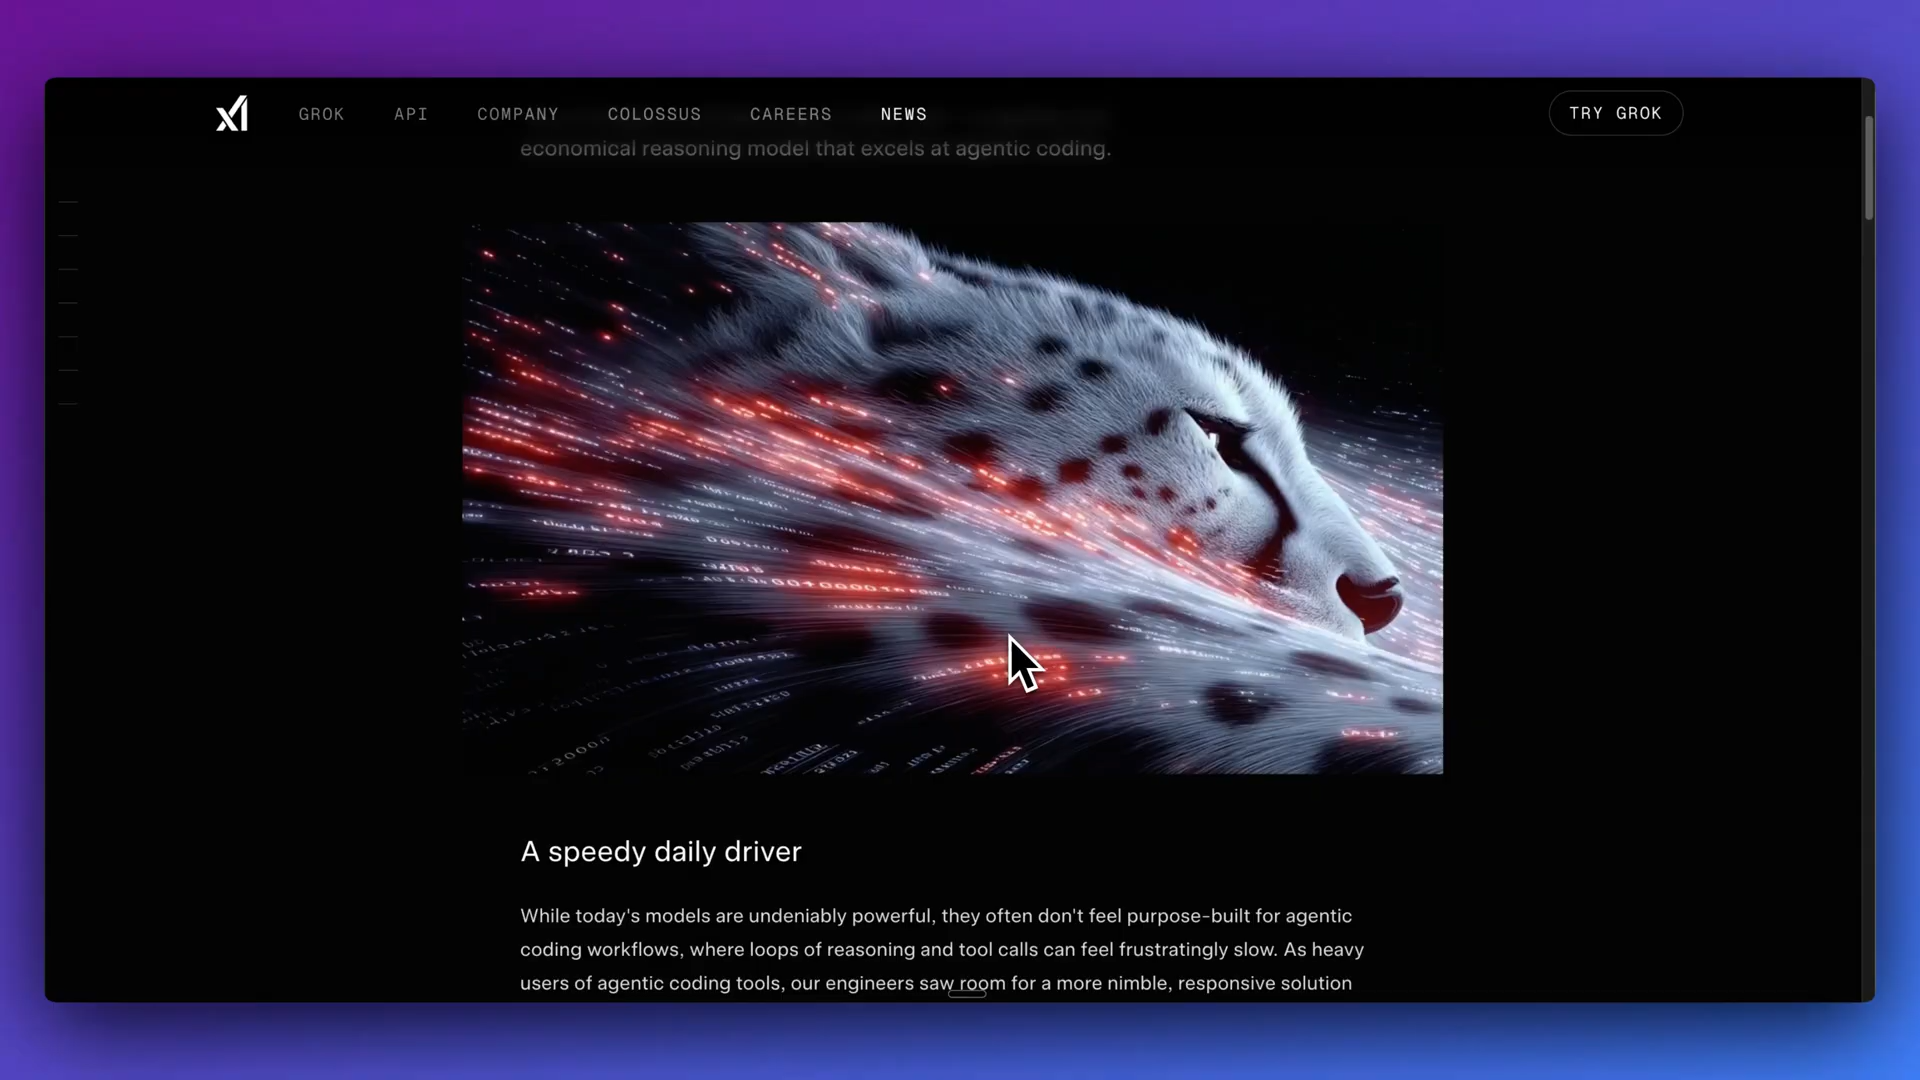 GROK
API
COMPANY
COLOSSUS
CAREERS
NEWS
TRY GROK
economical reasoning model that excels at agentic coding.
A speedy daily driver
While today's models are undeniably powerful, they often don't feel purpose-built for agentic
coding workflows, where loops of reasoning and tool calls can feel frustratingly slow. As heavy
users of agentic coding tools, our engineers saw room for a more nimble, responsive solution